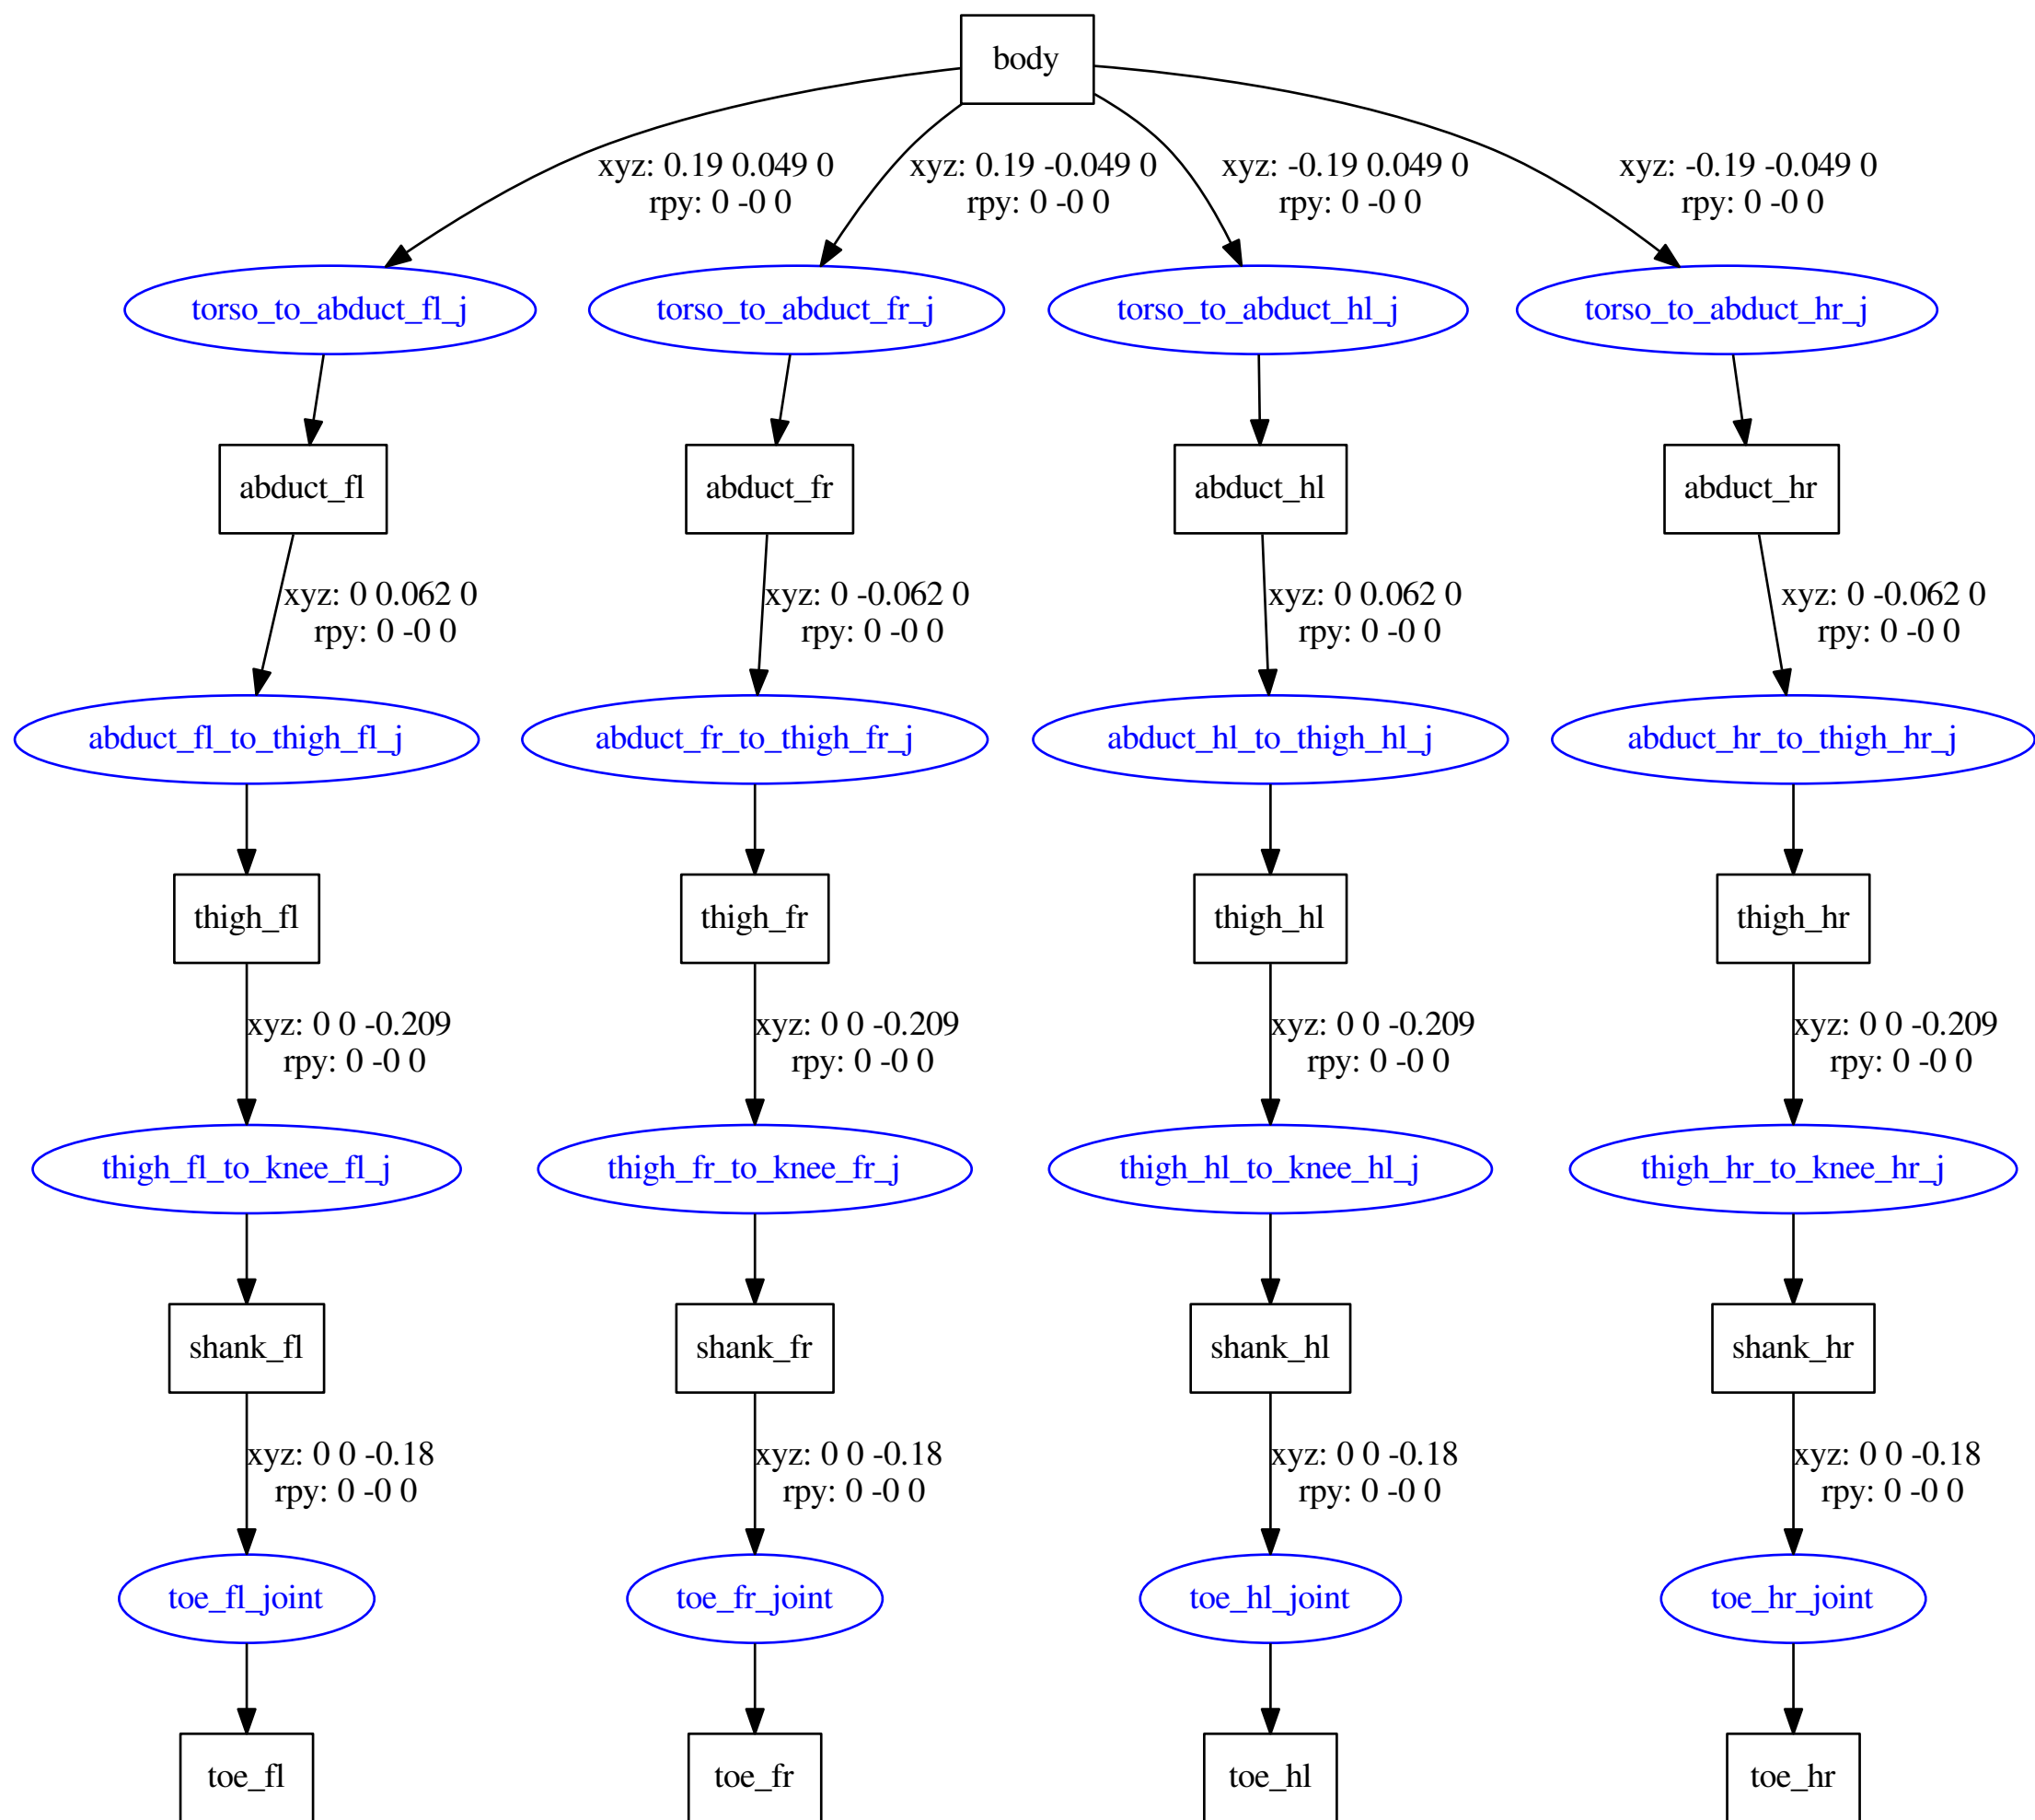 body
xyz: 0.19 0.049 0
rpy: 0 -0 0
xyz: 0.19 -0.049 0
rpy: 0 -0 0
xyz: -0.19 0.049 0
rpy: 0 -0 0
xyz: -0.19 -0.049 0
rpy: 0 -0 0
torso_to_abduct_fl_j
torso_to_abduct_fr_j
torso_to_abduct_hl_j
torso_to_abduct_hr_j
abduct_fl
abduct_fr
abduct_hl
abduct_hr
xyz: 0 0.062 0
rpy: 0 -0 0
xyz: 0 -0.062 0
rpy: 0 -0 0
xyz: 0 0.062 0
rpy: 0 -0 0
xyz: 0 -0.062 0
rpy: 0 -0 0
abduct_fl_to_thigh_fl_j
abduct_fr_to_thigh_fr_j
abduct_hl_to_thigh_hl_j
abduct_hr_to_thigh_hr_j
thigh_fl
thigh_fr
thigh_hl
thigh_hr
xyz: 0 0 -0.209
rpy: 0 -0 0
xyz: 0 0 -0.209
rpy: 0 -0 0
xyz: 0 0 -0.209
rpy: 0 -0 0
xyz: 0 0 -0.209
rpy: 0 -0 0
thigh_fl_to_knee_fl_j
thigh_fr_to_knee_fr_j
thigh_hl_to_knee_hl_j
thigh_hr_to_knee_hr_j
shank_fl
shank_fr
shank_hl
shank_hr
xyz: 0 0 -0.18
rpy: 0 -0 0
xyz: 0 0 -0.18
rpy: 0 -0 0
xyz: 0 0 -0.18
rpy: 0 -0 0
xyz: 0 0 -0.18
rpy: 0 -0 0
toe_fl_joint
toe_fr_joint
toe_hl_joint
toe_hr_joint
toe_fl
toe_fr
toe_hl
toe_hr